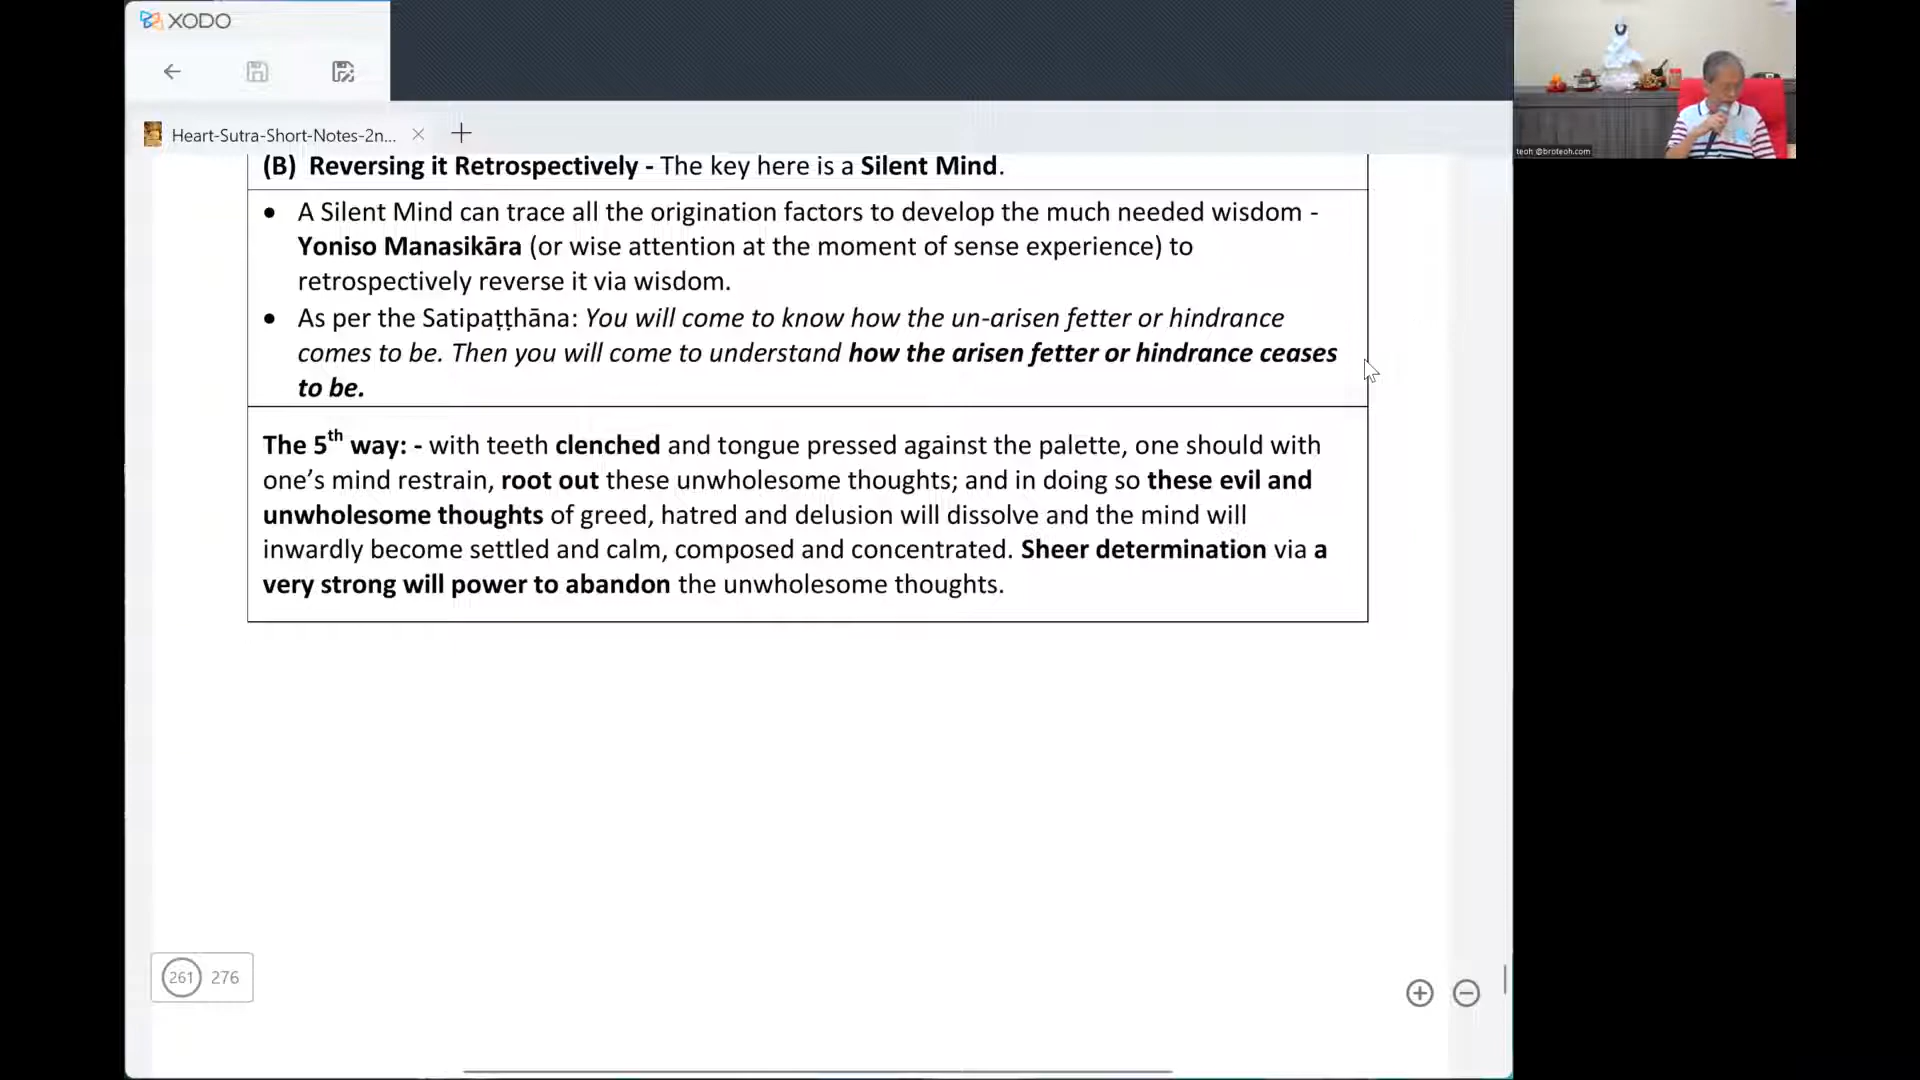 XODO
Heart-Sutra-Short-Notes-2n...
teoh @broteoh.com
(B) Reversing it Retrospectively - The key here is a Silent Mind.
• A Silent Mind can trace all the origination factors to develop the much needed wisdom -
Yoniso Manasikāra (or wise attention at the moment of sense experience) to
retrospectively reverse it via wisdom.
• As per the Satipaṭṭhāna: You will come to know how the un-arisen fetter or hindrance
comes to be. Then you will come to understand how the arisen fetter or hindrance ceases
to be.
The 5th way: - with teeth clenched and tongue pressed against the palette, one should with
one’s mind restrain, root out these unwholesome thoughts; and in doing so these evil and
unwholesome thoughts of greed, hatred and delusion will dissolve and the mind will
inwardly become settled and calm, composed and concentrated. Sheer determination via a
very strong will power to abandon the unwholesome thoughts.
261 276